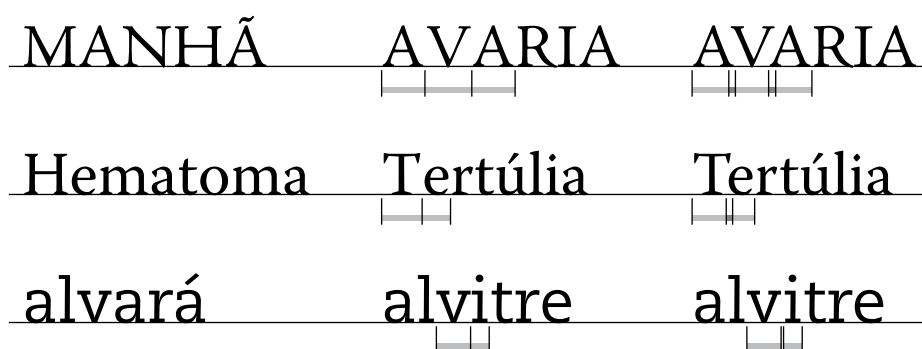 MANHÃ AVARIA AVARIA
Hematoma Tertúlia Tertúlia
alvará alvitre alvitre